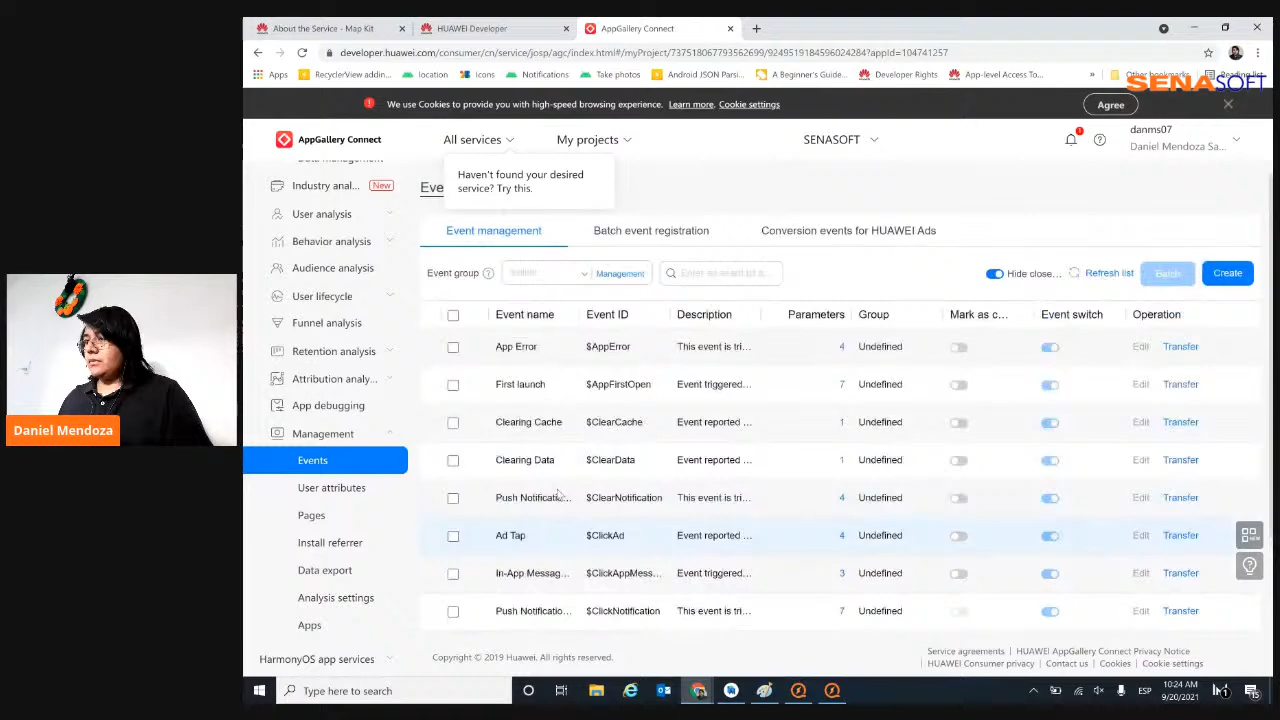 About the Service - Map Kit
HUAWEI Developer
AppGallery Connect
developer.huawei.com/consumer/cn/service/josp/agc/index.html#/myProject/737518067793562699/9249519184596024284?appId=104741257
Apps
RecyclerView addin...
location
Icons
Notifications
Take photos
Android JSON Parsi...
A Beginner's Guide...
Developer Rights
App-level Access To...
»
Other bookmarks
Reading list
SENASOFT
We use Cookies to provide you with high-speed browsing experience. Learn more. Cookie settings
Agree
AppGallery Connect
All services
My projects
SENASOFT
danms07
Daniel Mendoza Sa...
Haven't found your desired
service? Try this.
Data management
Industry anal...
New
User analysis
Behavior analysis
Audience analysis
User lifecycle
Funnel analysis
Retention analysis
Attribution analy...
App debugging
Management
Events
User attributes
Pages
Install referrer
Data export
Analysis settings
Apps
HarmonyOS app services
Eve
Event management
Batch event registration
Conversion events for HUAWEI Ads
Event group
Select
Management
Hide close...
Refresh list
Batch
Create
Event name Event ID Description Parameters Group Mark as c... Event switch Operation
App Error $AppError This event is tri... 4 Undefined Edit Transfer
First launch $AppFirstOpen Event triggered... 7 Undefined Edit Transfer
Clearing Cache $ClearCache Event reported ... 1 Undefined Edit Transfer
Clearing Data $ClearData Event reported ... 1 Undefined Edit Transfer
Push Notificatio... $ClearNotification This event is tri... 4 Undefined Edit Transfer
Ad Tap $ClickAd Event reported ... 4 Undefined Edit Transfer
In-App Messag... $ClickAppMess... Event triggered... 3 Undefined Edit Transfer
Push Notificatio... $ClickNotification This event is tri... 7 Undefined Edit Transfer
Copyright © 2019 Huawei. All rights reserved.
Service agreements
HUAWEI AppGallery Connect Privacy Notice
HUAWEI Consumer privacy
Contact us
Cookies
Cookie settings
Daniel Mendoza
Type here to search
ESP
10:24 AM
9/20/2021